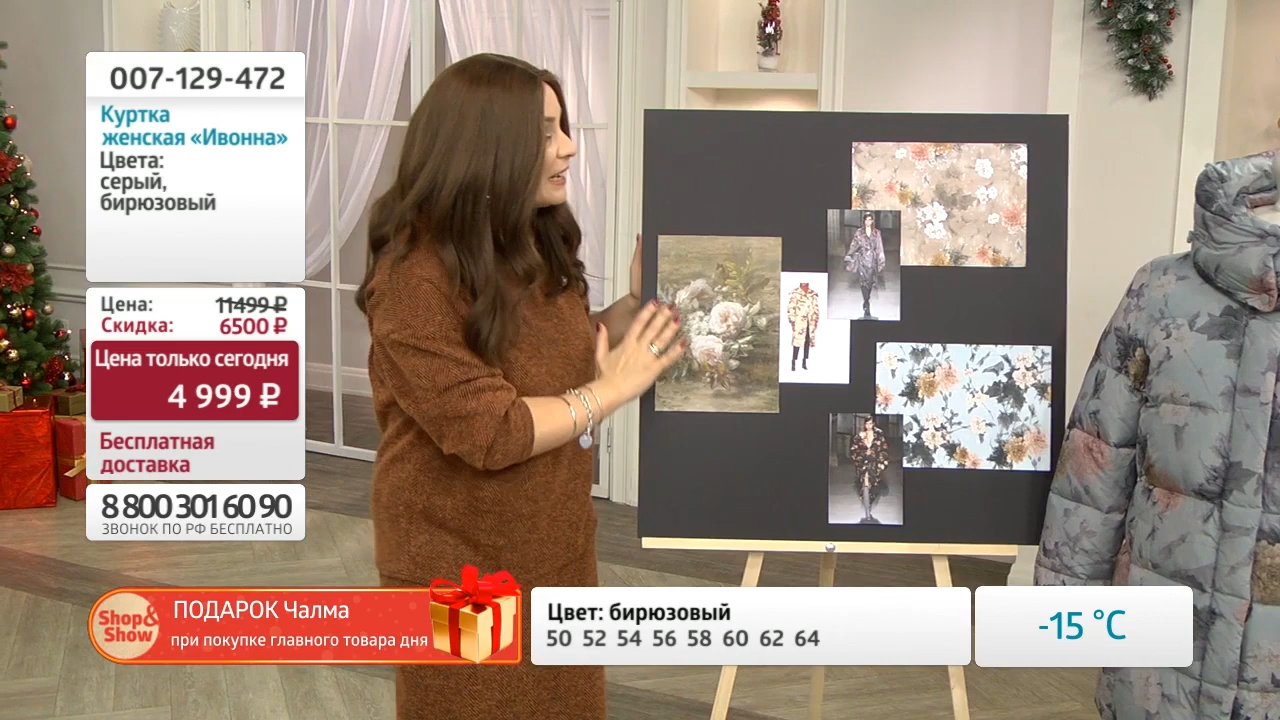 007-129-472
Куртка
женская «Ивонна»
Цвета:
серый,
бирюзовый
Цена: 11499 ₽
Скидка: 6500 ₽
Цена только сегодня
4 999 ₽
Бесплатная
доставка
8 800 301 60 90
ЗВОНОК ПО РФ БЕСПЛАТНО
Shop&
Show
ПОДАРОК Чалма
при покупке главного товара дня
Цвет: бирюзовый
50 52 54 56 58 60 62 64
-15 °C